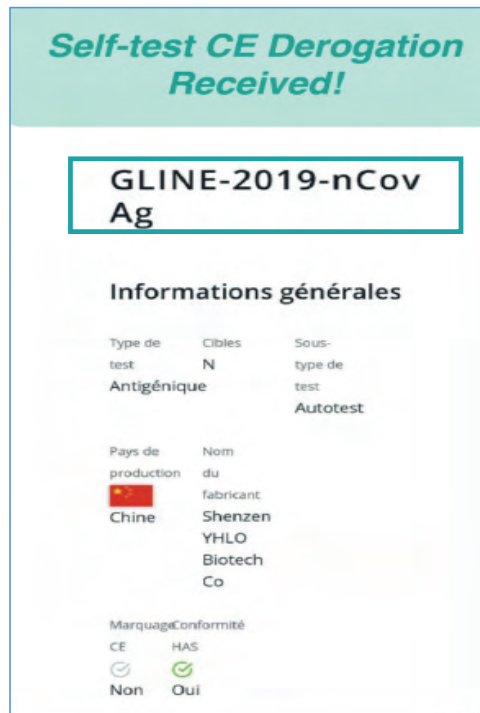 Self-test CE Derogation
Received!
GLINE-2019-nCov
Ag
Informations générales
Type de
test
Antigénique
Cibles
N
Sous-
type de
test
Autotest
Pays de
production
Chine
Nom
du
fabricant
Shenzen
YHLO
Biotech
Co
Marquage
CE
Non
Conformité
HAS
Oui